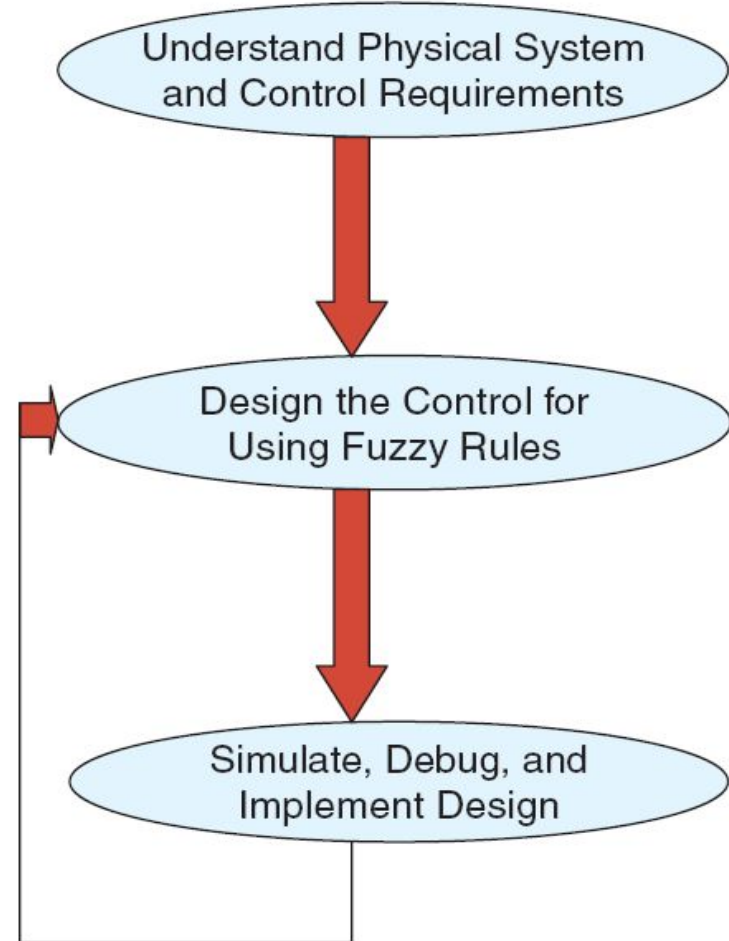 Understand Physical System
and Control Requirements
Design the Control for
Using Fuzzy Rules
Simulate, Debug, and
Implement Design